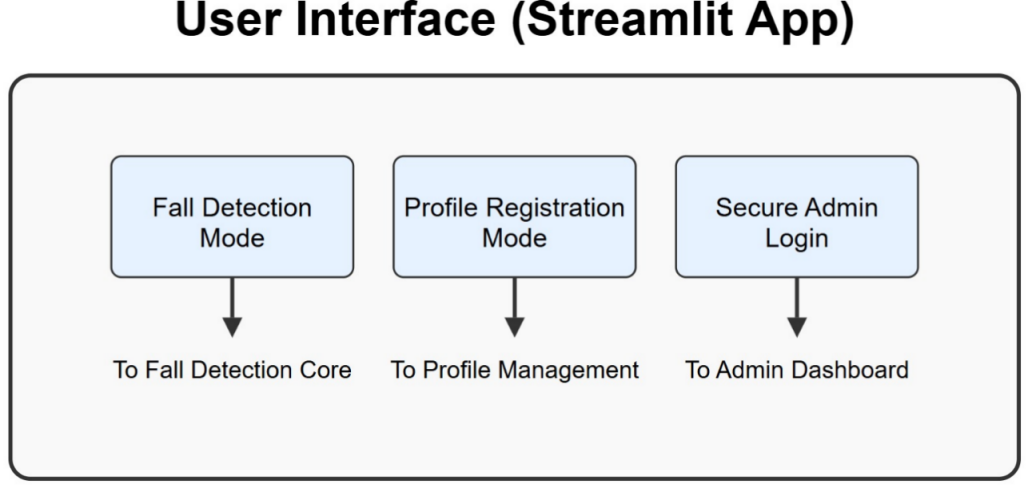 User Interface (Streamlit App)
Fall Detection
Mode
Profile Registration
Mode
Secure Admin
Login
To Fall Detection Core
To Profile Management
To Admin Dashboard